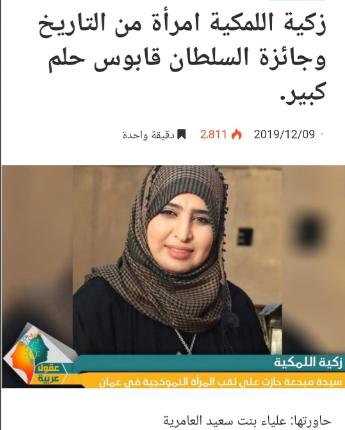 زكية اللمكية امرأة من التاريخ
وجائزة السلطان قابوس حلم
كبير.
2019/12/09 2٬811 دقيقة واحدة
عقول
عربية
زكية اللمكية
سيدة مبدعة حازت على لقب المرأة النموذجية في عمان
حاورتها: علياء بنت سعيد العامرية